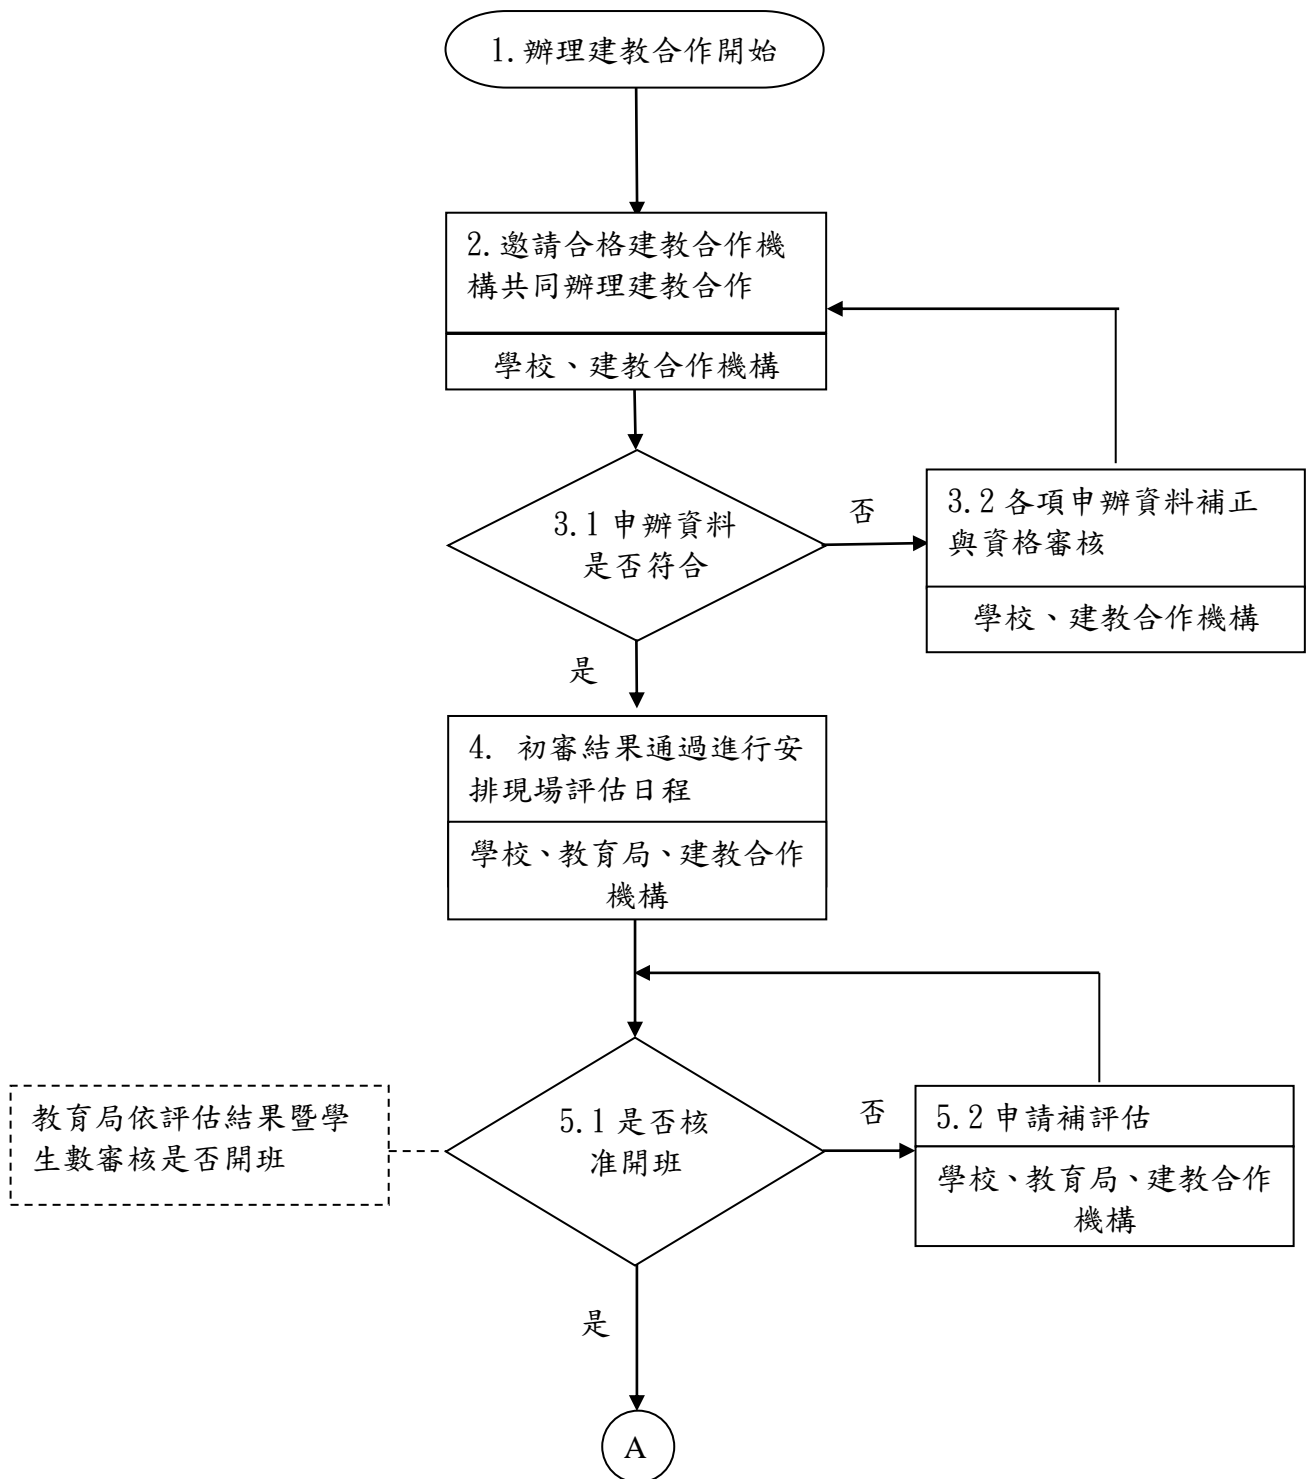 1.辦理建教合作開始
2.邀請合格建教合作機
構共同辦理建教合作
學校、建教合作機構
3.1 申辦資料
是否符合
否
3.2 各項申辦資料補正
與資格審核
學校、建教合作機構
是
4. 初審結果通過進行安
排現場評估日程
學校、教育局、建教合作
機構
教育局依評估結果暨學
生數審核是否開班
5.1 是否核
准開班
否
5.2 申請補評估
學校、教育局、建教合作
機構
是
A